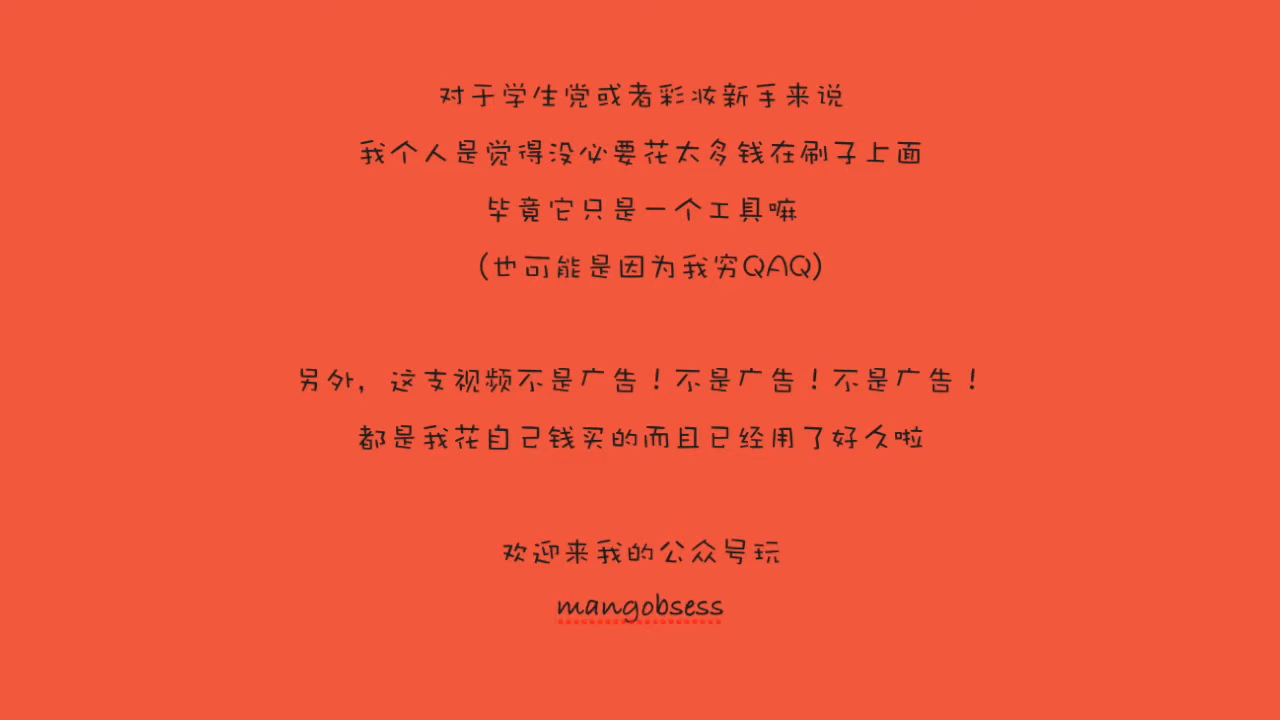 对于学生党或者彩妆新手来说
我个人是觉得没必要花太多钱在刷子上面
毕竟它只是一个工具嘛
(也可能是因为我穷QAQ)
另外，这支视频不是广告！不是广告！不是广告！
都是我花自己钱买的而且已经用了好久啦
欢迎来我的公众号玩
mangobsess